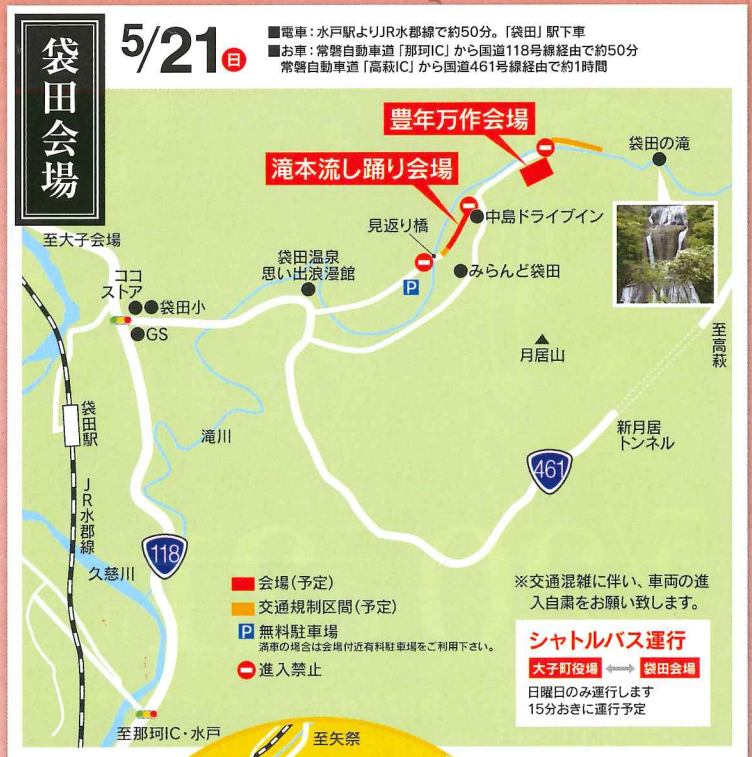 袋田会場
5/21日
■電車：水戸駅よりJR水郡線で約50分。「袋田」駅下車
■お車：常磐自動車道「那珂IC」から国道118号線経由で約50分
常磐自動車道「高萩IC」から国道461号線経由で約1時間
豊年万作会場
袋田の滝
滝本流し踊り会場
中島ドライブイン
見返り橋
至大子会場
袋田温泉
思い出浪漫館
みらんど袋田
P
ココ
ストア
袋田小
GS
月居山
至高萩
袋田駅
滝川
新月居
トンネル
461
JR水郡線
118
久慈川
会場(予定)
交通規制区間(予定)
P 無料駐車場
満車の場合は会場付近有料駐車場をご利用下さい。
進入禁止
※交通混雑に伴い、車両の進
入自粛をお願い致します。
シャトルバス運行
大子町役場 袋田会場
日曜日のみ運行します
15分おきに運行予定
至那珂IC・水戸
至矢祭